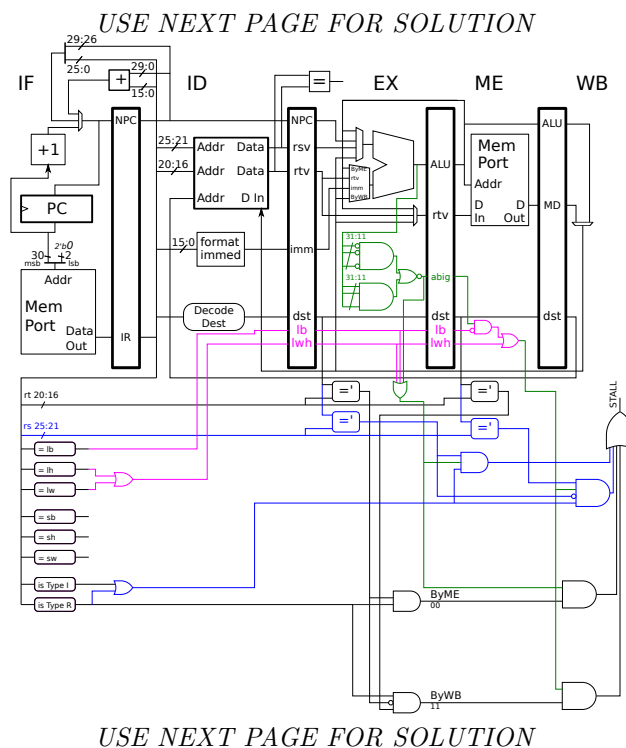 USE NEXT PAGE FOR SOLUTION
29:26
25:0
29:0
15:0
IF
ID
EX
ME
WB
+
=
NPC
NPC
ALU
+1
25:21
Addr
Data
rsv
20:16
Addr
Data
rtv
Addr
D In
ByME
rtv
imm
ByWB
ALU
Mem
Port
Addr
D
In
D
Out
MD
PC
rtv
2'b0
30
2
msb
lsb
Addr
Mem
Port
Data
Out
IR
15:0
format
immed
imm
31:11
31:11
abig
Decode
Dest
dst
dst
dst
lb
lb
lwh
lwh
rt 20:16
='
='
rs 25:21
='
='
STALL
= lb
= lh
= lw
= sb
= sh
= sw
is Type I
is Type R
ByME
00
ByWB
11
USE NEXT PAGE FOR SOLUTION